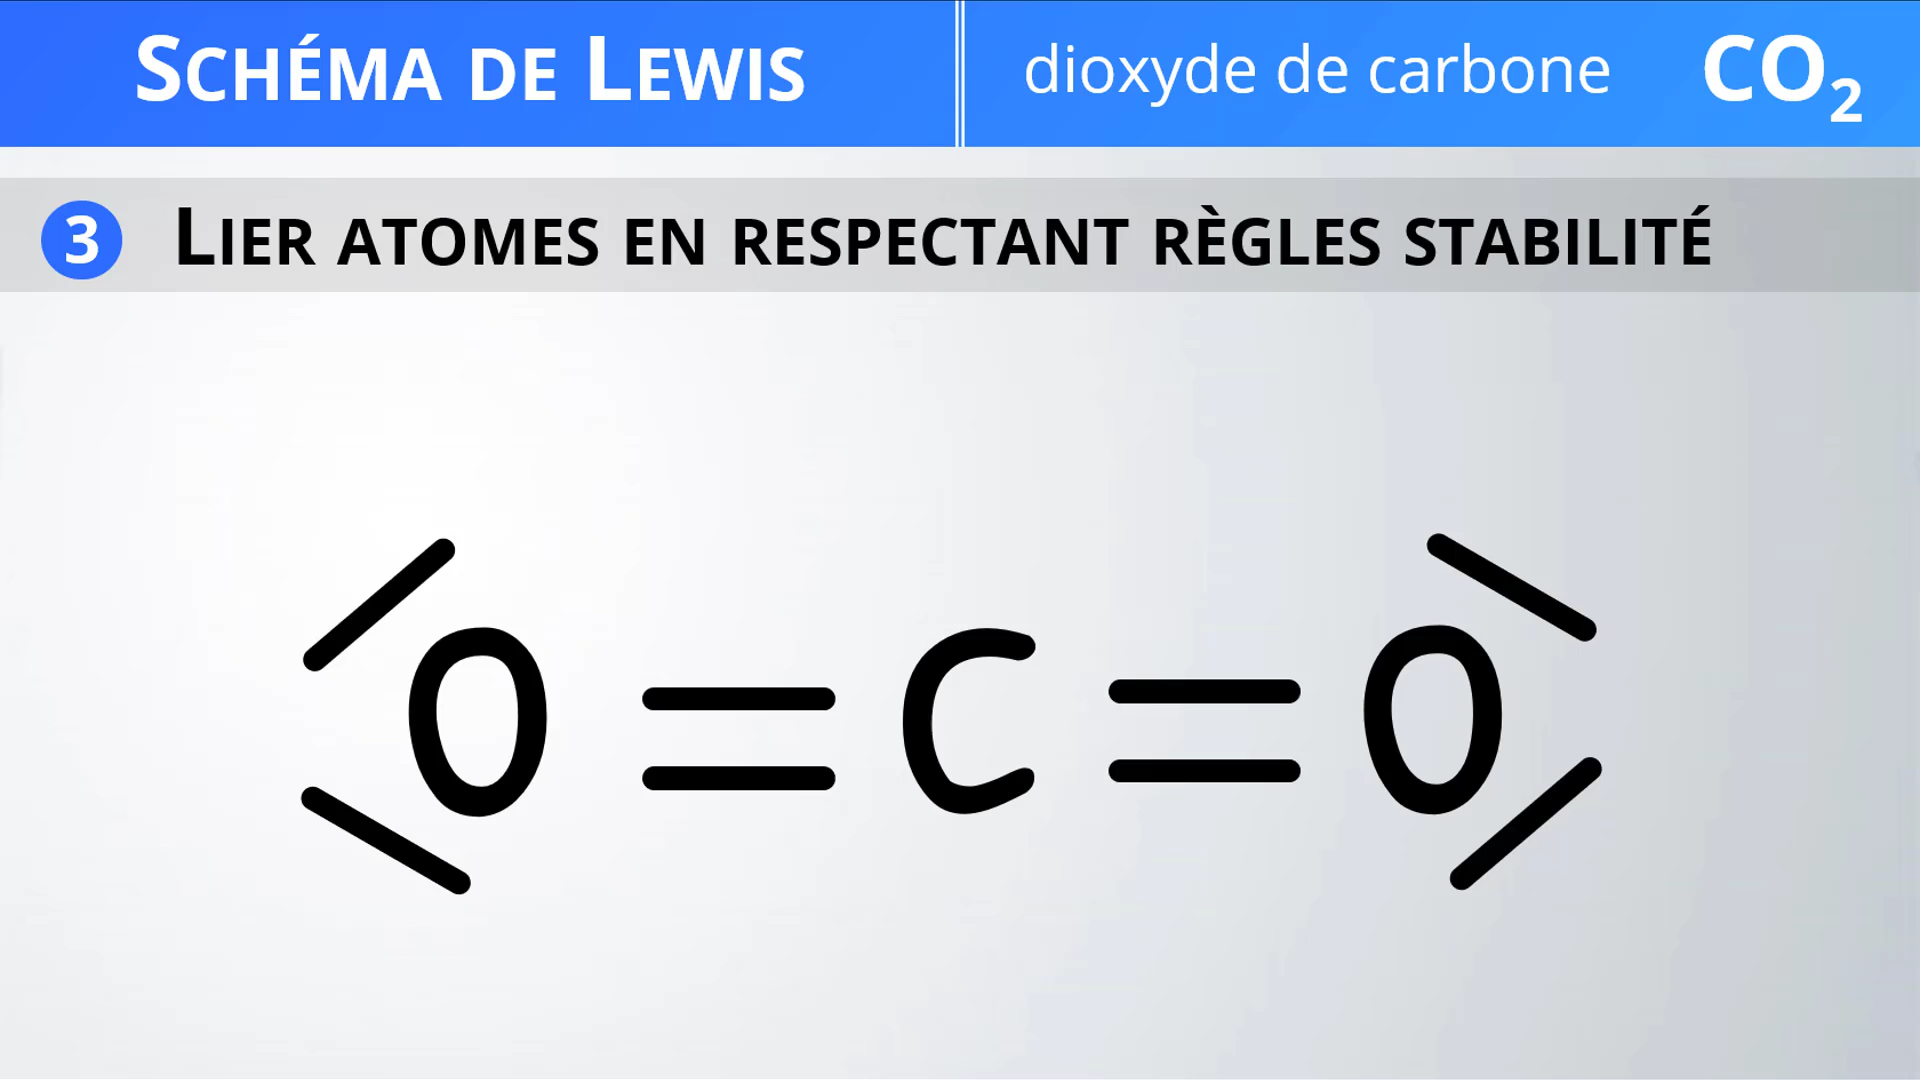 SCHÉMA DE LEWIS
dioxyde de carbone CO₂
3 LIER ATOMES EN RESPECTANT RÈGLES STABILITÉ
O = C = O